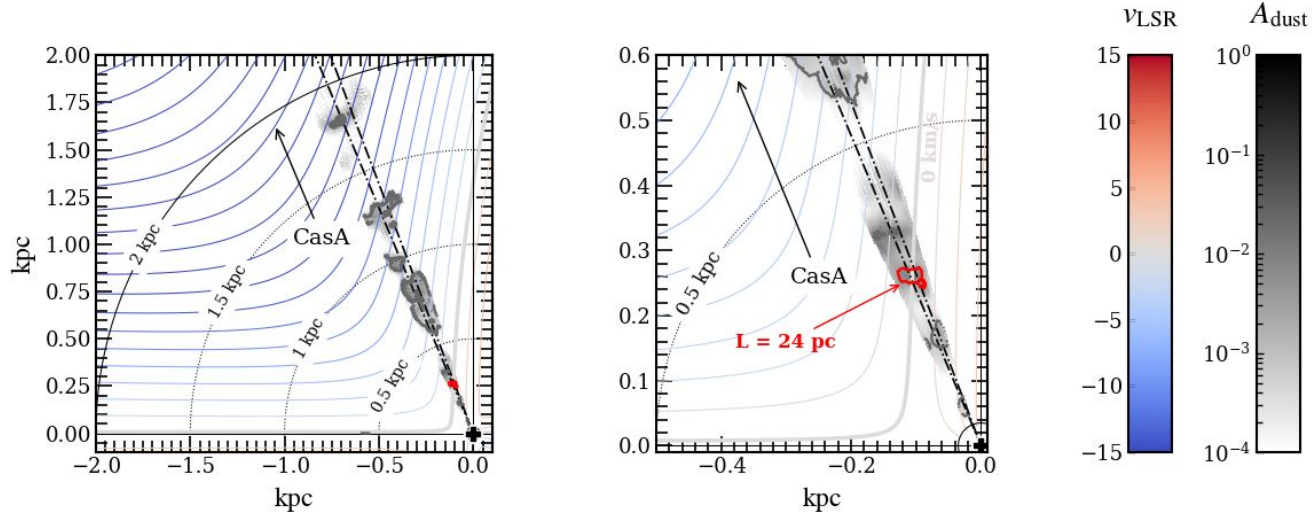 v_LSR
A_dust
2.00
1.75
1.50
1.25
1.00
0.75
0.50
0.25
0.00
kpc
−2.0
−1.5
−1.0
−0.5
0.0
kpc
2 kpc
1.5 kpc
1 kpc
0.5 kpc
CasA
0.6
0.5
0.4
0.3
0.2
0.1
0.0
−0.4
−0.2
0.0
kpc
0.5 kpc
0 km/s
CasA
L = 24 pc
15
10
5
0
−5
−10
−15
10⁰
10⁻¹
10⁻²
10⁻³
10⁻⁴